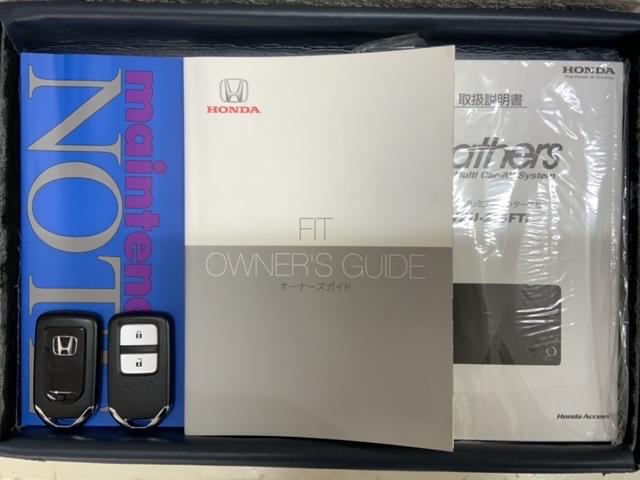 maintenance
NOTE
HONDA
FIT
OWNER'S GUIDE
オーナーズガイド
HONDA
The Power of Dreams
取扱説明書
athers
Multi Car-AV System
Honda Access